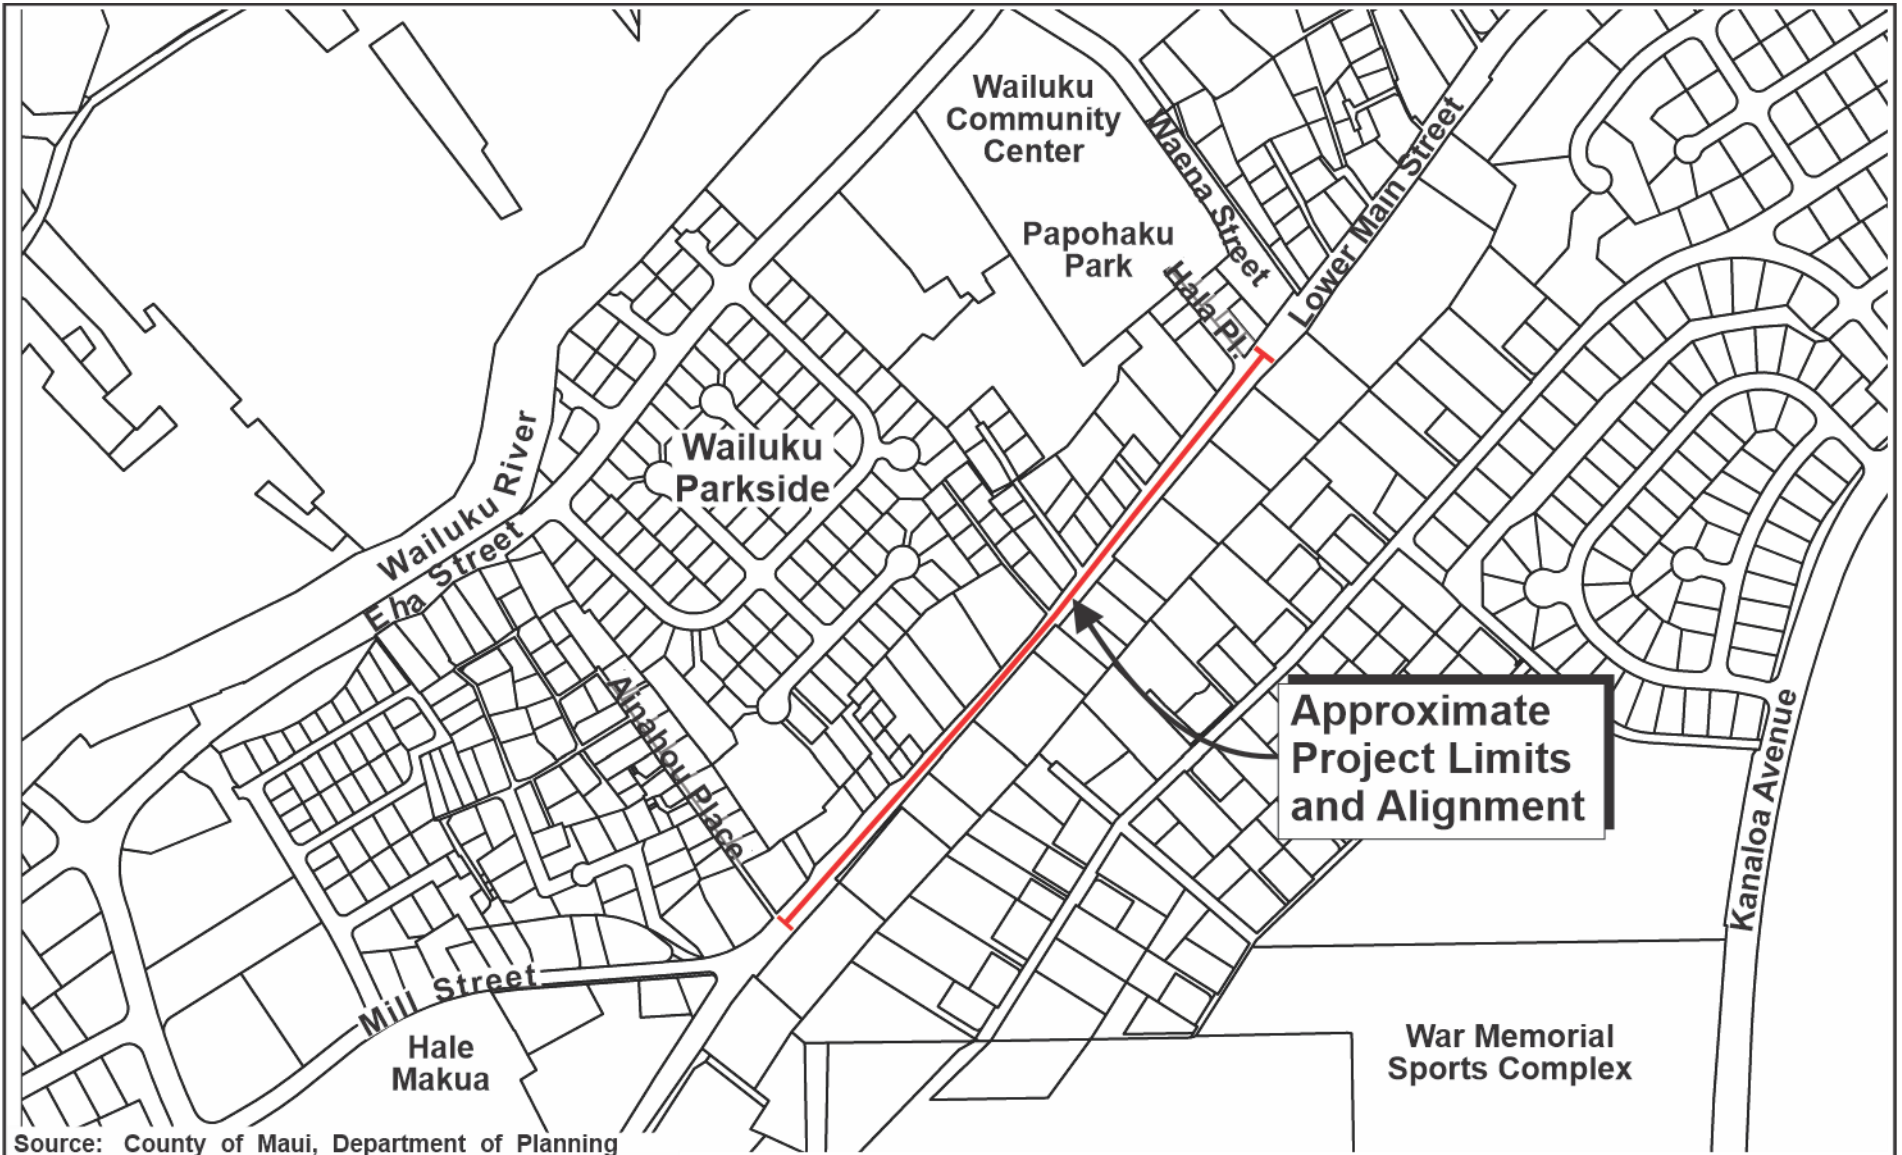 Wailuku
Community
Center
Waena Street
Lower Main Street
Papohaku
Park
Hala Pl.
Wailuku
Parkside
Wailuku River
Eha Street
Ainahou Place
Approximate
Project Limits
and Alignment
Kanaloa Avenue
Mill Street
Hale
Makua
War Memorial
Sports Complex
Source: County of Maui, Department of Planning